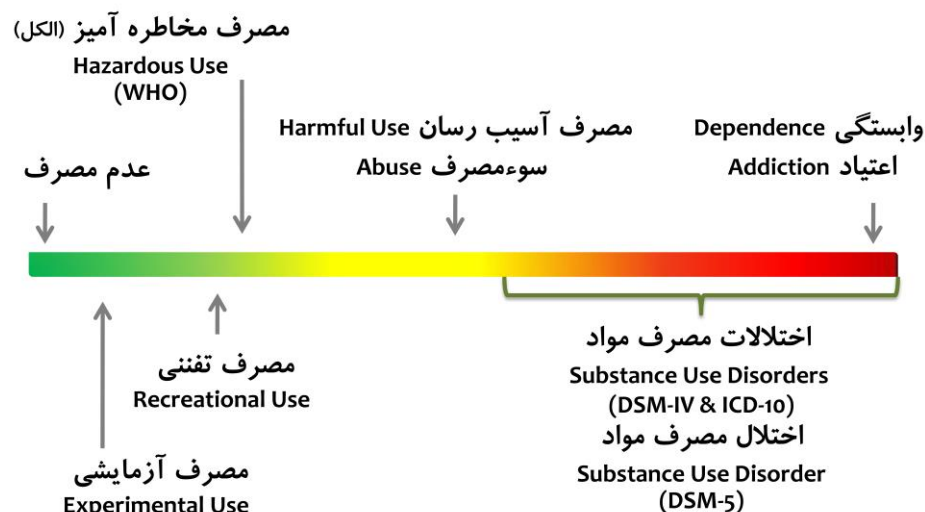 مصرف مخاطره آمیز (الکل)
Hazardous Use
(WHO)
مصرف آسیب رسان Harmful Use
سوءمصرف Abuse
وابستگی Dependence
اعتیاد Addiction
عدم مصرف
مصرف تفننی
Recreational Use
مصرف آزمایشی
Experimental Use
اختلالات مصرف مواد
Substance Use Disorders
(DSM-IV & ICD-10)
اختلال مصرف مواد
Substance Use Disorder
(DSM-5)